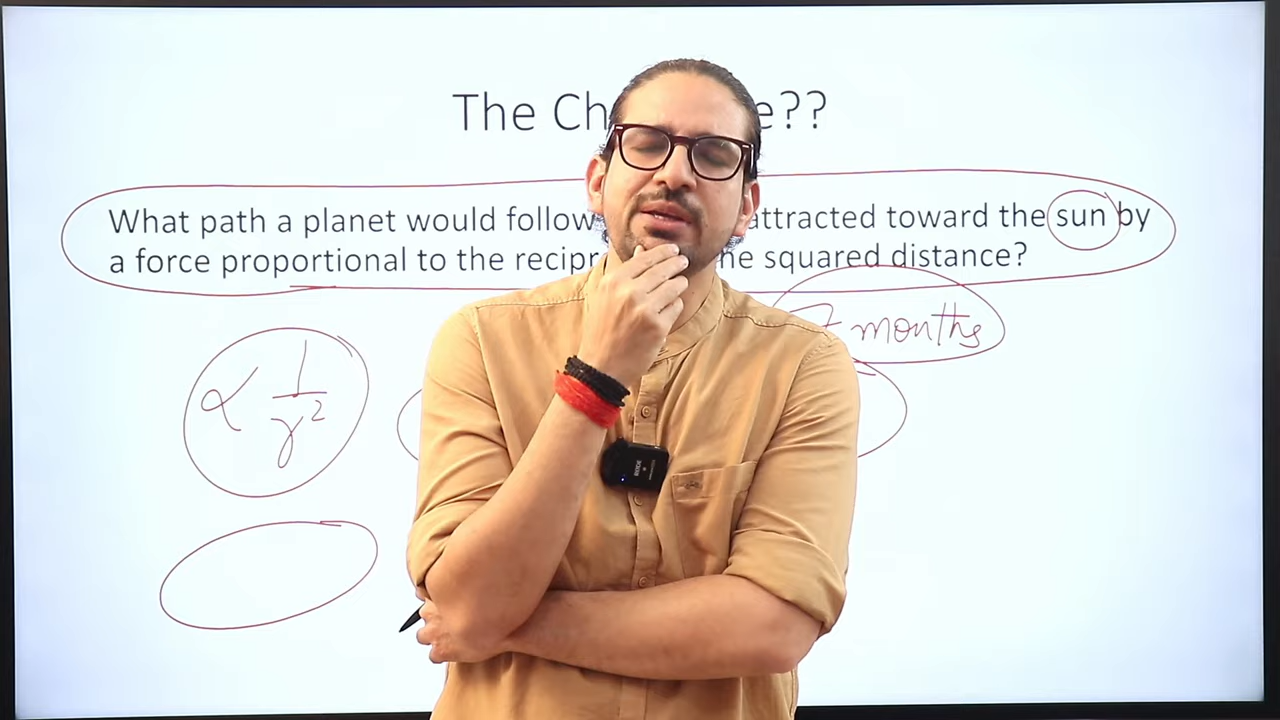 The Ch e??
What path a planet would follow attracted toward the sun by
a force proportional to the recipr he squared distance?
months
∝ 1/r²